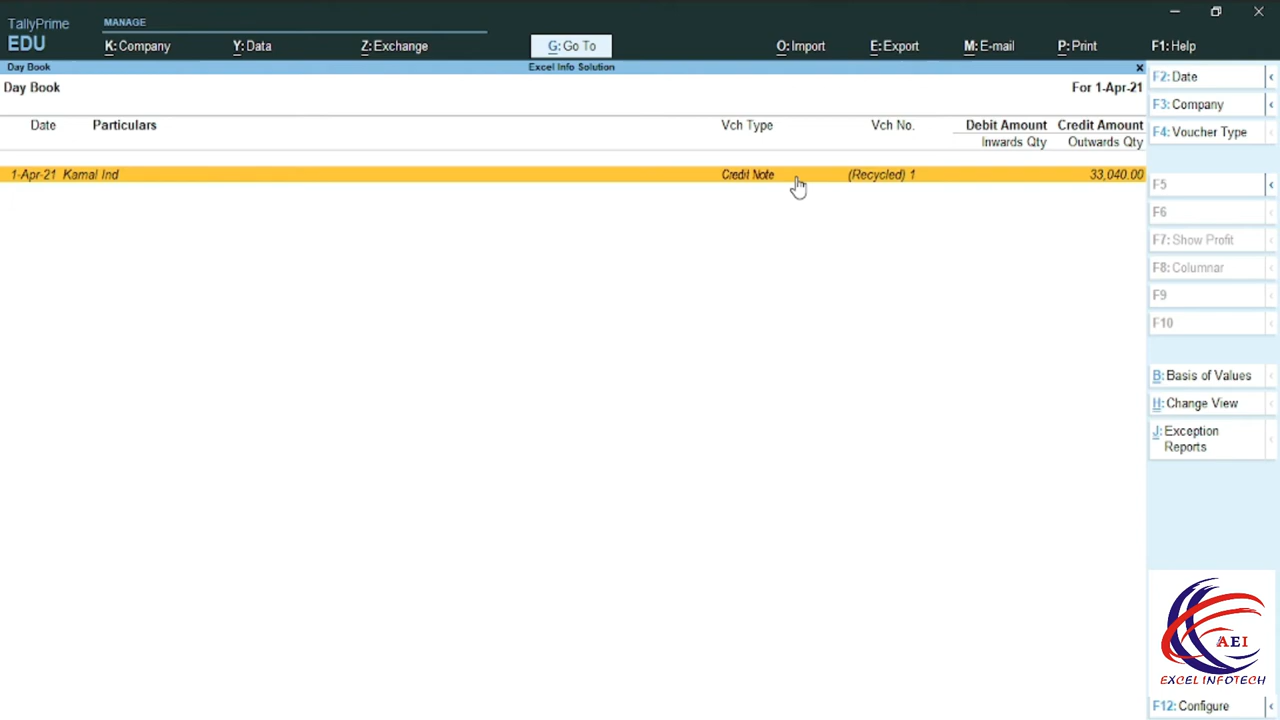 TallyPrime
EDU
MANAGE
K: Company
Y: Data
Z: Exchange
G: Go To
O: Import
E: Export
M: E-mail
P: Print
F1: Help
Day Book
Excel Info Solution
Day Book
For 1-Apr-21
Date
Particulars
Vch Type
Vch No.
Debit Amount
Credit Amount
Inwards Qty
Outwards Qty
1-Apr-21 Kamal Ind Credit Note (Recycled) 1 33,040.00
F2: Date
F3: Company
F4: Voucher Type
F5
F6
F7: Show Profit
F8: Columnar
F9
F10
B: Basis of Values
H: Change View
J: Exception
Reports
AEI
EXCEL INFOTECH
F12: Configure